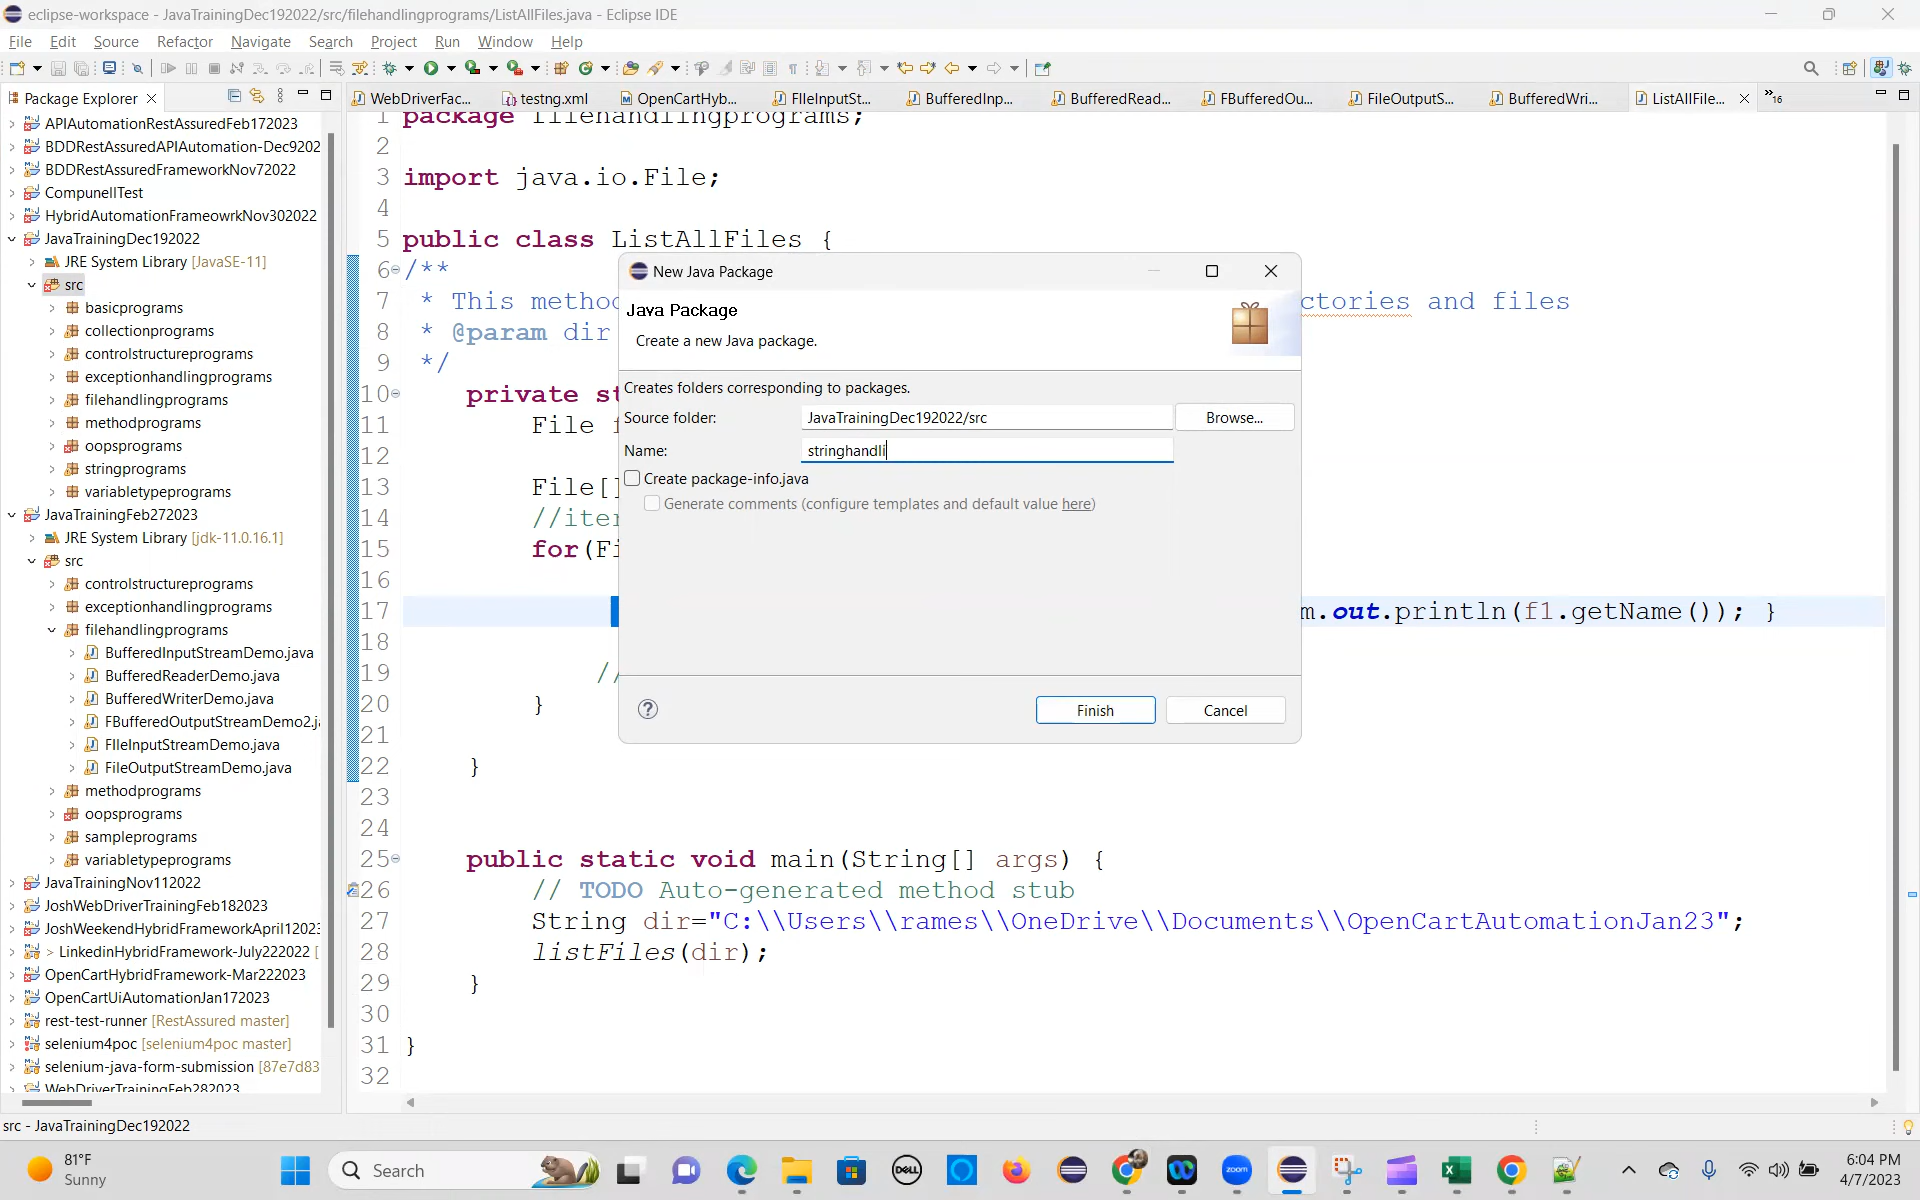 eclipse-workspace - JavaTrainingDec192022/src/filehandlingprograms/ListAllFiles.java - Eclipse IDE
File Edit Source Refactor Navigate Search Project Run Window Help
Package Explorer
WebDriverFac... testng.xml OpenCartHyb... FIleInputSt... BufferedInp... BufferedRead... FBufferedOu... FileOutputS... BufferedWri... ListAllFile... »16
APIAutomationRestAssuredFeb172023
BDDRestAssuredAPIAutomation-Dec9202
BDDRestAssuredFrameworkNov72022
CompunellTest
HybridAutomationFrameowrkNov302022
JavaTrainingDec192022
JRE System Library [JavaSE-11]
src
basicprograms
collectionprograms
controlstructureprograms
exceptionhandlingprograms
filehandlingprograms
methodprograms
oopsprograms
stringprograms
variabletypeprograms
JavaTrainingFeb272023
JRE System Library [jdk-11.0.16.1]
src
controlstructureprograms
exceptionhandlingprograms
filehandlingprograms
BufferedInputStreamDemo.java
BufferedReaderDemo.java
BufferedWriterDemo.java
FBufferedOutputStreamDemo2.ja
FIleInputStreamDemo.java
FileOutputStreamDemo.java
methodprograms
oopsprograms
sampleprograms
variabletypeprograms
JavaTrainingNov112022
JoshWebDriverTrainingFeb182023
JoshWeekendHybridFrameworkApril12023
> LinkedinHybridFramework-July222022 [
OpenCartHybridFramework-Mar222023
OpenCartUiAutomationJan172023
rest-test-runner [RestAssured master]
selenium4poc [selenium4poc master]
selenium-java-form-submission [87e7d83
WebDriverTrainingFeb282023
1 package filehandlingprograms;
2
3 import java.io.File;
4
5 public class ListAllFiles {
6 /**
7 * This method ctories and files
8 * @param dir
9 */
10 private st
11 File f
12
13 File[]
14 //iter
15 for(Fi
16
17 m.out.println(f1.getName()); }
18
19 //
20 }
21
22 }
23
24
25 public static void main(String[] args) {
26 // TODO Auto-generated method stub
27 String dir="C:\\Users\\rames\\OneDrive\\Documents\\OpenCartAutomationJan23";
28 listFiles(dir);
29 }
30
31 }
32
New Java Package
Java Package
Create a new Java package.
Creates folders corresponding to packages.
Source folder: JavaTrainingDec192022/src Browse...
Name: stringhandli
Create package-info.java
Generate comments (configure templates and default value here)
Finish Cancel
src - JavaTrainingDec192022
81°F
Sunny
Search
DELL
zoom
6:04 PM
4/7/2023